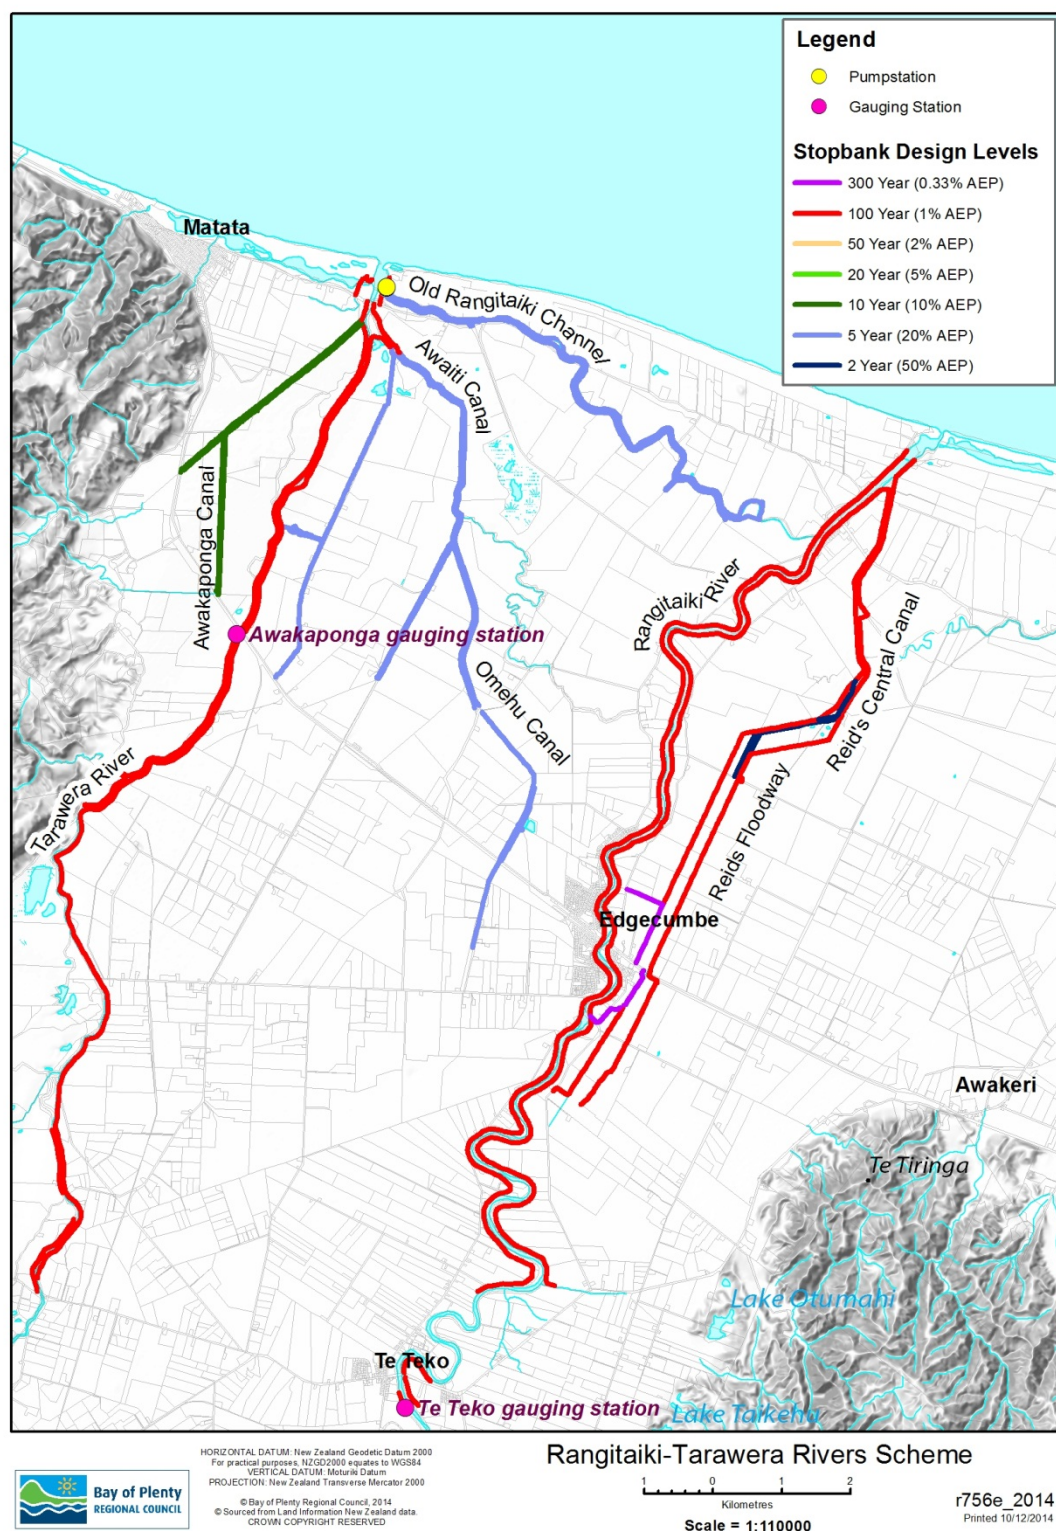 Legend
Pumpstation
Gauging Station
Stopbank Design Levels
300 Year (0.33% AEP)
100 Year (1% AEP)
50 Year (2% AEP)
20 Year (5% AEP)
10 Year (10% AEP)
5 Year (20% AEP)
2 Year (50% AEP)
Matata
Old Rangitaiki Channel
Awaiti Canal
Awakaponga Canal
Rangitaiki River
Awakaponga gauging station
Reid's Central Canal
Omehu Canal
Tarawera River
Reids Floodway
Edgecumbe
Awakeri
Te Tiringa
Lake Otumahi
Te Teko
Te Teko gauging station
Lake Taikehu
Bay of Plenty
REGIONAL COUNCIL
HORIZONTAL DATUM: New Zealand Geodetic Datum 2000
For practical purposes, NZGD2000 equates to WGS84
VERTICAL DATUM: Moturiki Datum
PROJECTION: New Zealand Transverse Mercator 2000
© Bay of Plenty Regional Council, 2014
© Sourced from Land Information New Zealand data.
CROWN COPYRIGHT RESERVED
Rangitaiki-Tarawera Rivers Scheme
1 0 1 2
Kilometres
Scale = 1:110000
r756e_2014
Printed 10/12/2014